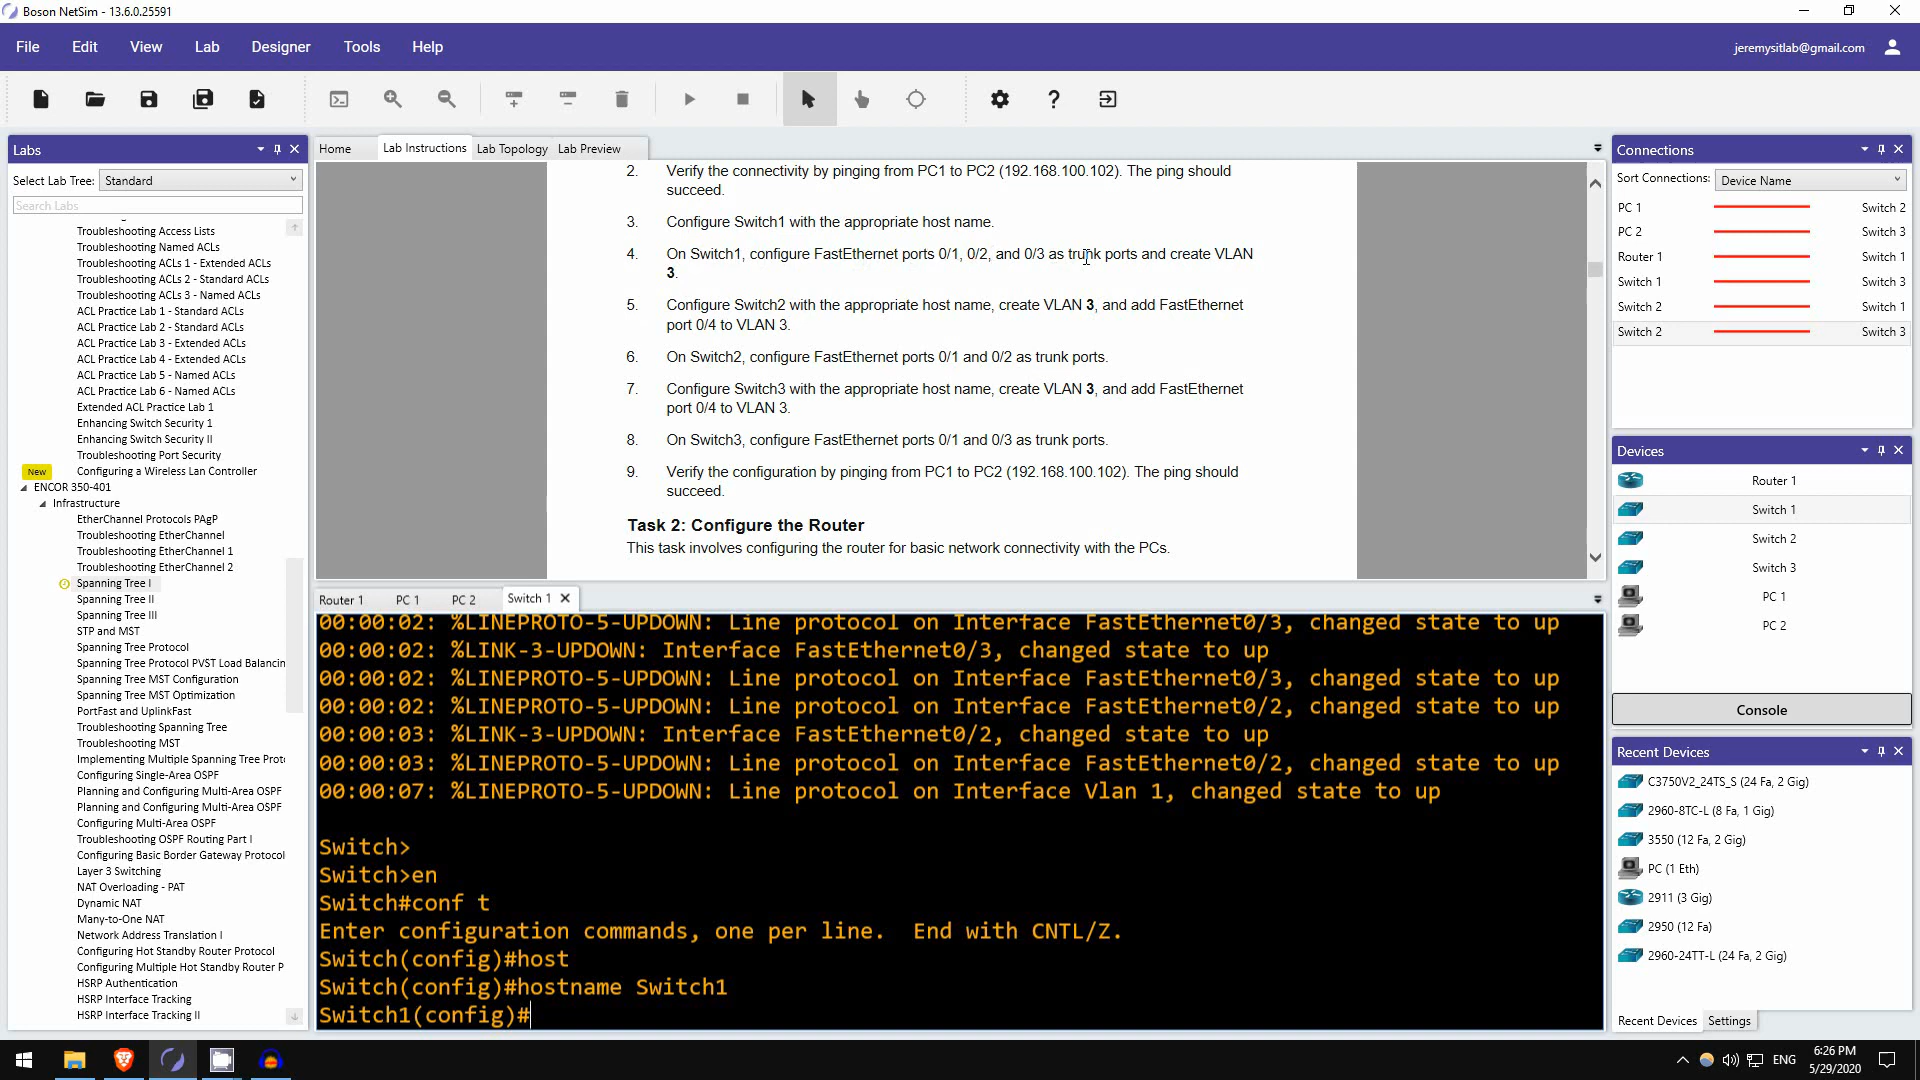 Boson NetSim - 13.6.0.25591
File Edit View Lab Designer Tools Help
jeremysitlab@gmail.com
Labs
Select Lab Tree: Standard
Search Labs
Troubleshooting Access Lists
Troubleshooting Named ACLs
Troubleshooting ACLs 1 - Extended ACLs
Troubleshooting ACLs 2 - Standard ACLs
Troubleshooting ACLs 3 - Named ACLs
ACL Practice Lab 1 - Standard ACLs
ACL Practice Lab 2 - Standard ACLs
ACL Practice Lab 3 - Extended ACLs
ACL Practice Lab 4 - Extended ACLs
ACL Practice Lab 5 - Named ACLs
ACL Practice Lab 6 - Named ACLs
Extended ACL Practice Lab 1
Enhancing Switch Security 1
Enhancing Switch Security II
Troubleshooting Port Security
New Configuring a Wireless Lan Controller
ENCOR 350-401
Infrastructure
EtherChannel Protocols PAgP
Troubleshooting EtherChannel
Troubleshooting EtherChannel 1
Troubleshooting EtherChannel 2
Spanning Tree I
Spanning Tree II
Spanning Tree III
STP and MST
Spanning Tree Protocol
Spanning Tree Protocol PVST Load Balancin
Spanning Tree MST Configuration
Spanning Tree MST Optimization
PortFast and UplinkFast
Troubleshooting Spanning Tree
Troubleshooting MST
Implementing Multiple Spanning Tree Proto
Configuring Single-Area OSPF
Planning and Configuring Multi-Area OSPF
Planning and Configuring Multi-Area OSPF
Configuring Multi-Area OSPF
Troubleshooting OSPF Routing Part I
Configuring Basic Border Gateway Protocol
Layer 3 Switching
NAT Overloading - PAT
Dynamic NAT
Many-to-One NAT
Network Address Translation I
Configuring Hot Standby Router Protocol
Configuring Multiple Hot Standby Router P
HSRP Authentication
HSRP Interface Tracking
HSRP Interface Tracking II
Home Lab Instructions Lab Topology Lab Preview
2. Verify the connectivity by pinging from PC1 to PC2 (192.168.100.102). The ping should
succeed.
3. Configure Switch1 with the appropriate host name.
4. On Switch1, configure FastEthernet ports 0/1, 0/2, and 0/3 as trunk ports and create VLAN
3.
5. Configure Switch2 with the appropriate host name, create VLAN 3, and add FastEthernet
port 0/4 to VLAN 3.
6. On Switch2, configure FastEthernet ports 0/1 and 0/2 as trunk ports.
7. Configure Switch3 with the appropriate host name, create VLAN 3, and add FastEthernet
port 0/4 to VLAN 3.
8. On Switch3, configure FastEthernet ports 0/1 and 0/3 as trunk ports.
9. Verify the configuration by pinging from PC1 to PC2 (192.168.100.102). The ping should
succeed.
Task 2: Configure the Router
This task involves configuring the router for basic network connectivity with the PCs.
Router 1 PC 1 PC 2 Switch 1
00:00:02: %LINEPROTO-5-UPDOWN: Line protocol on Interface FastEthernet0/3, changed state to up
00:00:02: %LINK-3-UPDOWN: Interface FastEthernet0/3, changed state to up
00:00:02: %LINEPROTO-5-UPDOWN: Line protocol on Interface FastEthernet0/3, changed state to up
00:00:02: %LINEPROTO-5-UPDOWN: Line protocol on Interface FastEthernet0/2, changed state to up
00:00:03: %LINK-3-UPDOWN: Interface FastEthernet0/2, changed state to up
00:00:03: %LINEPROTO-5-UPDOWN: Line protocol on Interface FastEthernet0/2, changed state to up
00:00:07: %LINEPROTO-5-UPDOWN: Line protocol on Interface Vlan 1, changed state to up
Switch>
Switch>en
Switch#conf t
Enter configuration commands, one per line. End with CNTL/Z.
Switch(config)#host
Switch(config)#hostname Switch1
Switch1(config)#
Connections
Sort Connections: Device Name
PC 1 Switch 2
PC 2 Switch 3
Router 1 Switch 1
Switch 1 Switch 3
Switch 2 Switch 1
Switch 2 Switch 3
Devices
Router 1
Switch 1
Switch 2
Switch 3
PC 1
PC 2
Console
Recent Devices
C3750V2_24TS_S (24 Fa, 2 Gig)
2960-8TC-L (8 Fa, 1 Gig)
3550 (12 Fa, 2 Gig)
PC (1 Eth)
2911 (3 Gig)
2950 (12 Fa)
2960-24TT-L (24 Fa, 2 Gig)
Recent Devices Settings
ENG
6:26 PM
5/29/2020